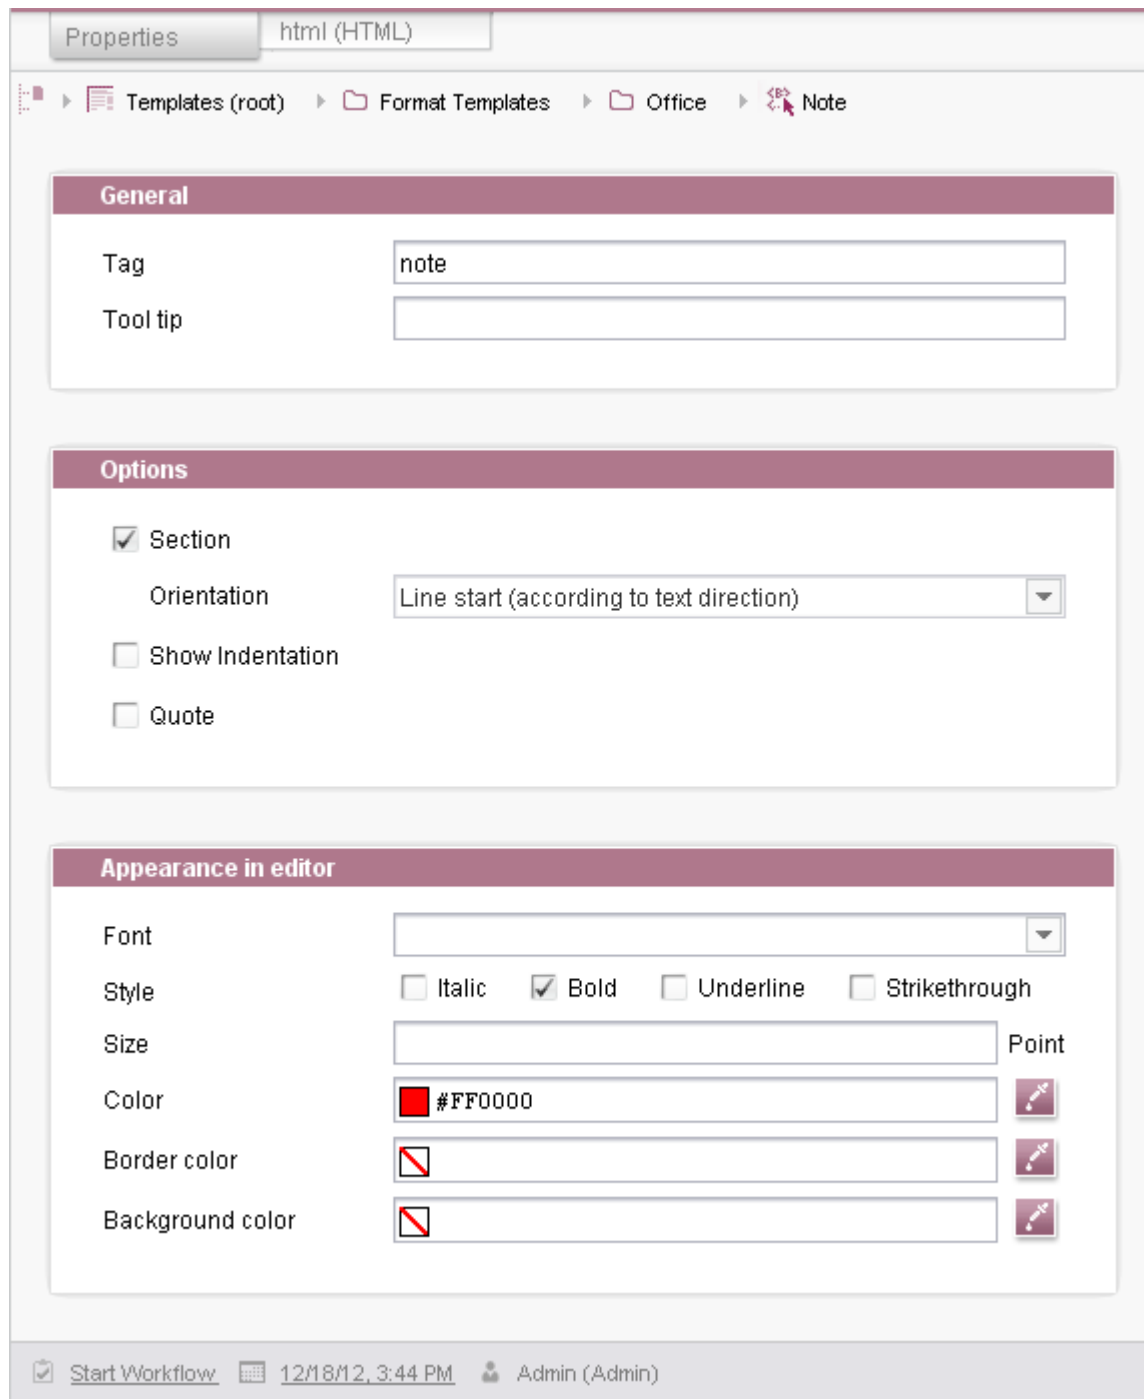 Properties html (HTML)
Templates (root) Format Templates Office Note
General
Tag note
Tool tip
Options
Section
Orientation Line start (according to text direction)
Show Indentation
Quote
Appearance in editor
Font
Style Italic Bold Underline Strikethrough
Size Point
Color #FF0000
Border color
Background color
Start Workflow 12/18/12, 3:44 PM Admin (Admin)